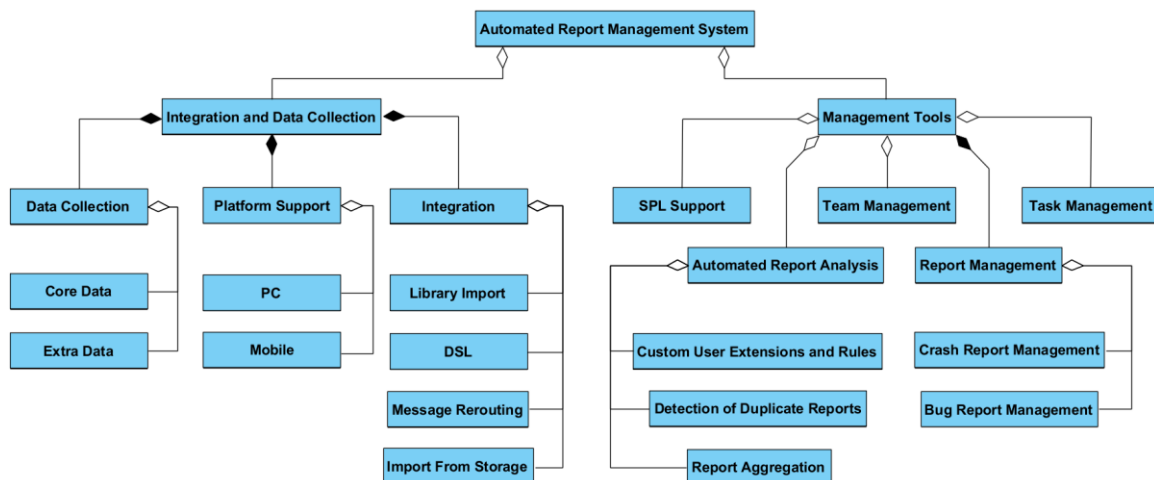 Automated Report Management System
Integration and Data Collection
Management Tools
Data Collection
Platform Support
Integration
SPL Support
Team Management
Task Management
Automated Report Analysis
Report Management
Core Data
PC
Library Import
Extra Data
Mobile
DSL
Custom User Extensions and Rules
Crash Report Management
Message Rerouting
Detection of Duplicate Reports
Bug Report Management
Import From Storage
Report Aggregation